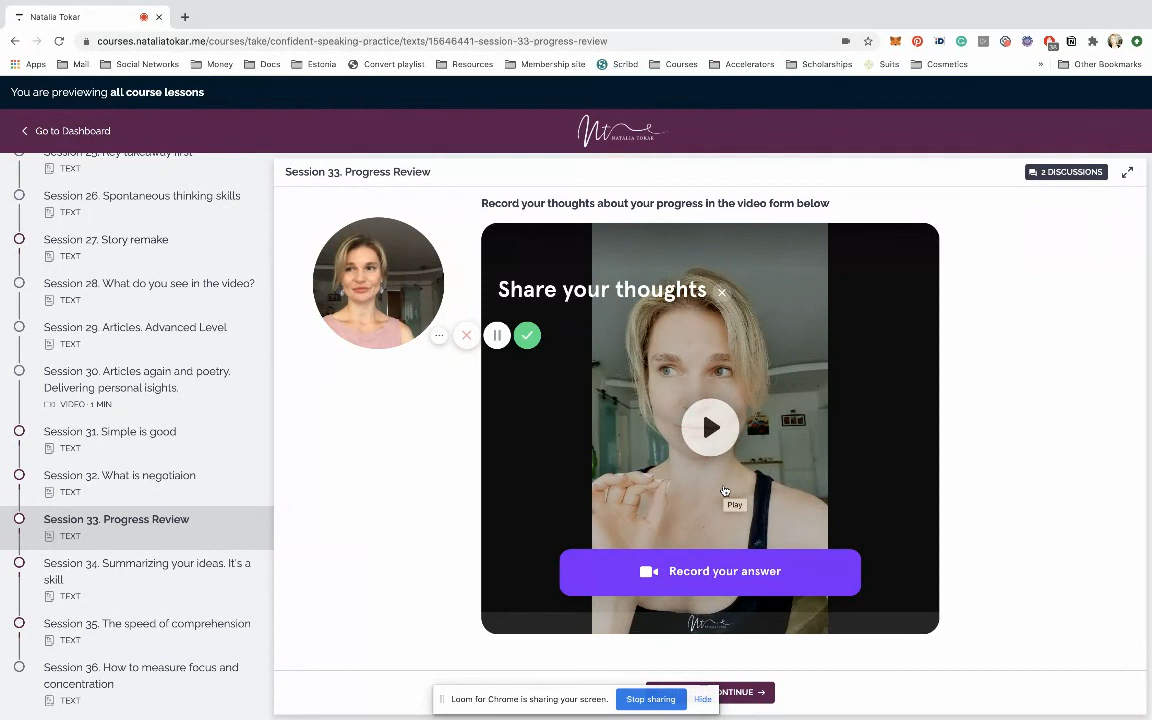 Natalia Tokar
courses.nataliatokar.me/courses/take/confident-speaking-practice/texts/15646441-session-33-progress-review
Apps Mail Social Networks Money Docs Estonia Convert playlist Resources Membership site Scribd Courses Accelerators Scholarships Suits Cosmetics » Other Bookmarks
You are previewing all course lessons
Go to Dashboard
NATALIA TOKAR
Session 25. Key takeaway first
TEXT
Session 26. Spontaneous thinking skills
TEXT
Session 27. Story remake
TEXT
Session 28. What do you see in the video?
TEXT
Session 29. Articles. Advanced Level
TEXT
Session 30. Articles again and poetry.
Delivering personal isights.
VIDEO · 1 MIN
Session 31. Simple is good
TEXT
Session 32. What is negotiaion
TEXT
Session 33. Progress Review
TEXT
Session 34. Summarizing your ideas. It's a
skill
TEXT
Session 35. The speed of comprehension
TEXT
Session 36. How to measure focus and
concentration
TEXT
Session 33. Progress Review
2 DISCUSSIONS
Record your thoughts about your progress in the video form below
Share your thoughts
Play
Record your answer
Loom for Chrome is sharing your screen. Stop sharing Hide